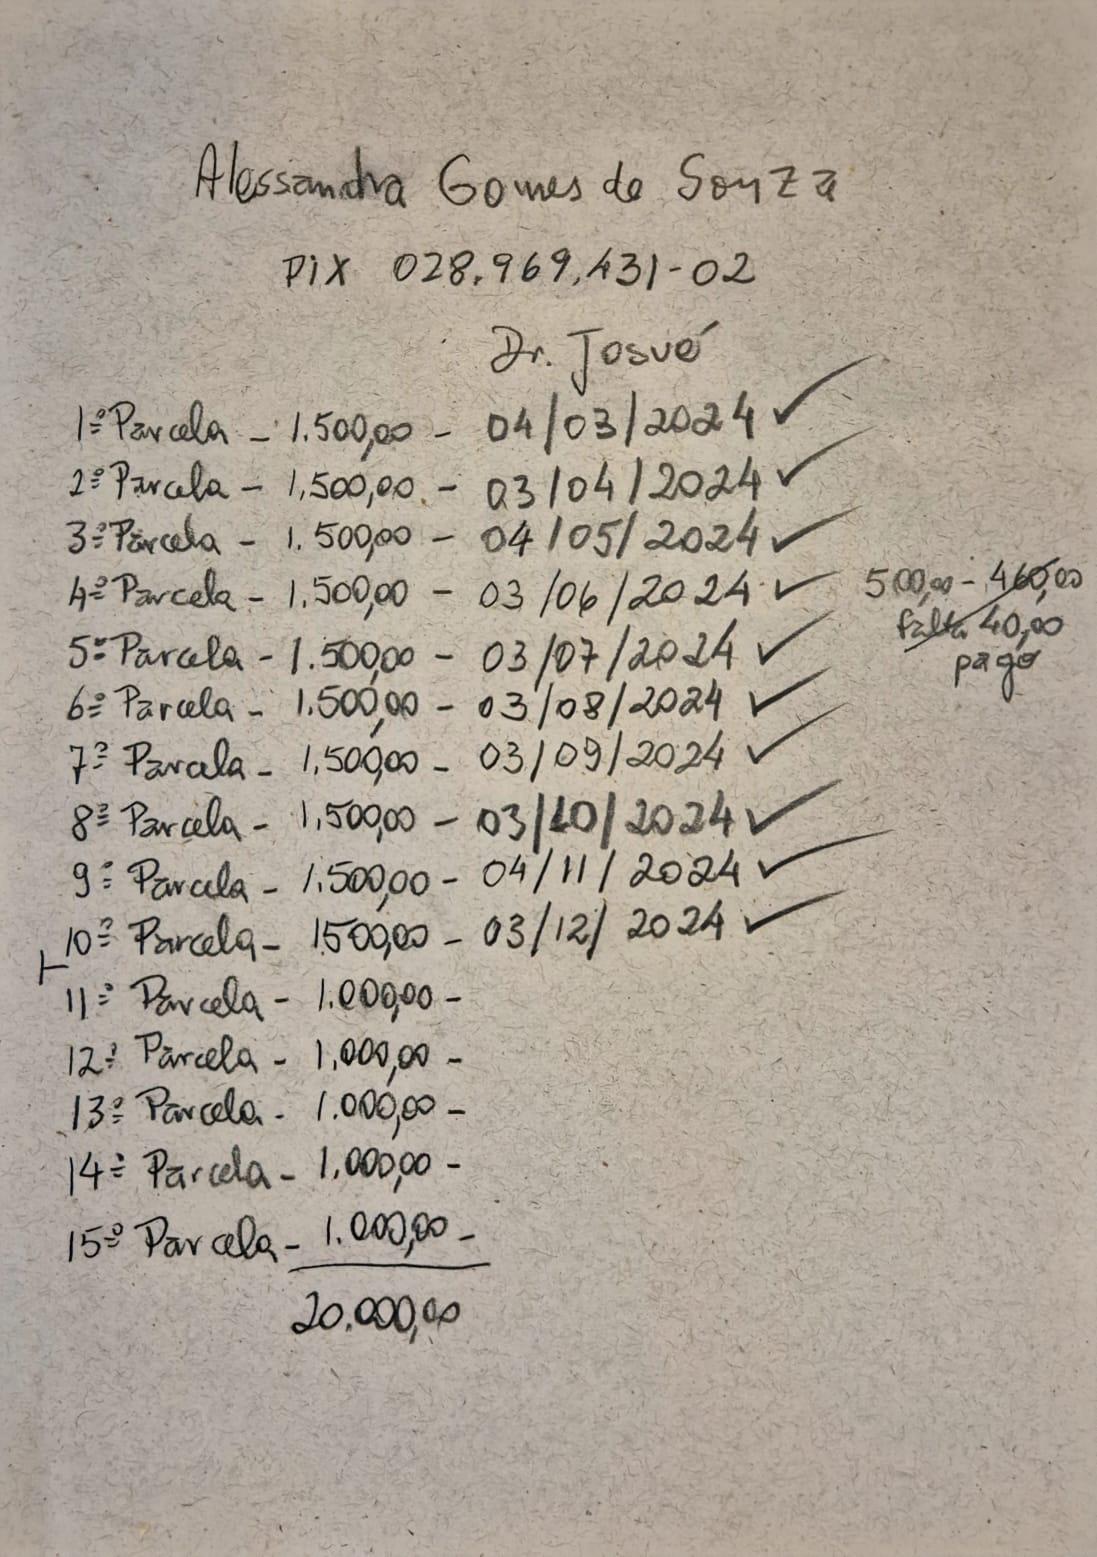 Alessandra Gomes de Souza
PIX 028.969.431-02
Dr. Josué
1ª Parcela - 1.500,00 - 04/03/2024 ✓
2ª Parcela - 1.500,00. - 03/04/2024 ✓
3ª Parcela - 1.500,00 - 04/05/2024 ✓
4ª Parcela - 1.500,00 - 03/06/2024 ✓ 500,00 - 460,00
falta 40,00
5ª Parcela - 1.500,00 - 03/07/2024 ✓ pago
6ª Parcela - 1.500,00 - 03/08/2024 ✓
7ª Parcela - 1.500,00 - 03/09/2024 ✓
8ª Parcela - 1.500,00 - 03/10/2024 ✓
9ª Parcela - 1.500,00 - 04/11/2024 ✓
10ª Parcela - 1500,00 - 03/12/2024 ✓
11ª Parcela - 1.000,00 -
12ª Parcela - 1.000,00 -
13ª Parcela - 1.000,00 -
14ª Parcela - 1.000,00 -
15ª Parcela - 1.000,00 -
20.000,00